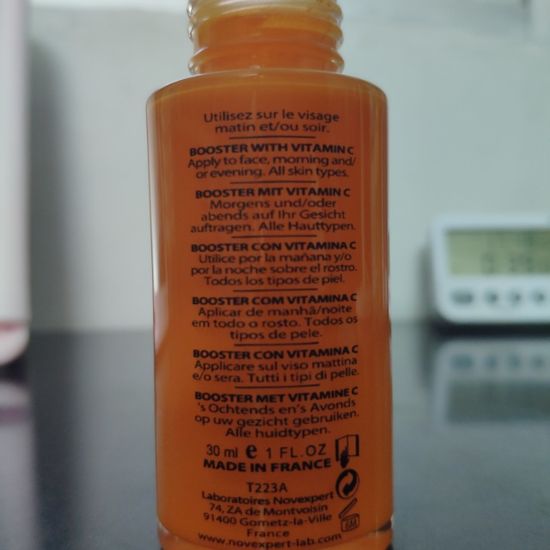 Utilisez sur le visage
matin et/ou soir.
BOOSTER WITH VITAMIN C
Apply to face, morning and/
or evening. All skin types.
BOOSTER MIT VITAMIN C
Morgens und/oder
abends auf Ihr Gesicht
auftragen. Alle Hauttypen.
BOOSTER CON VITAMINA C
Utilice por la mañana y/o
por la noche sobre el rostro.
Todos los tipos de piel.
BOOSTER COM VITAMINA C
Aplicar de manhã/noite
em todo o rosto. Todos os
tipos de pele.
BOOSTER CON VITAMINA C
Applicare sul viso mattina
e/o sera. Tutti i tipi di pelle.
BOOSTER MET VITAMINE C
's Ochtends en's Avonds
op uw gezicht gebruiken.
Alle huidtypen.
30 ml e 1 FL.OZ
MADE IN FRANCE
T223A
Laboratoires Novexpert
74, ZA de Montvoisin
91400 Gometz-la-Ville
France
www.novexpert-lab.com